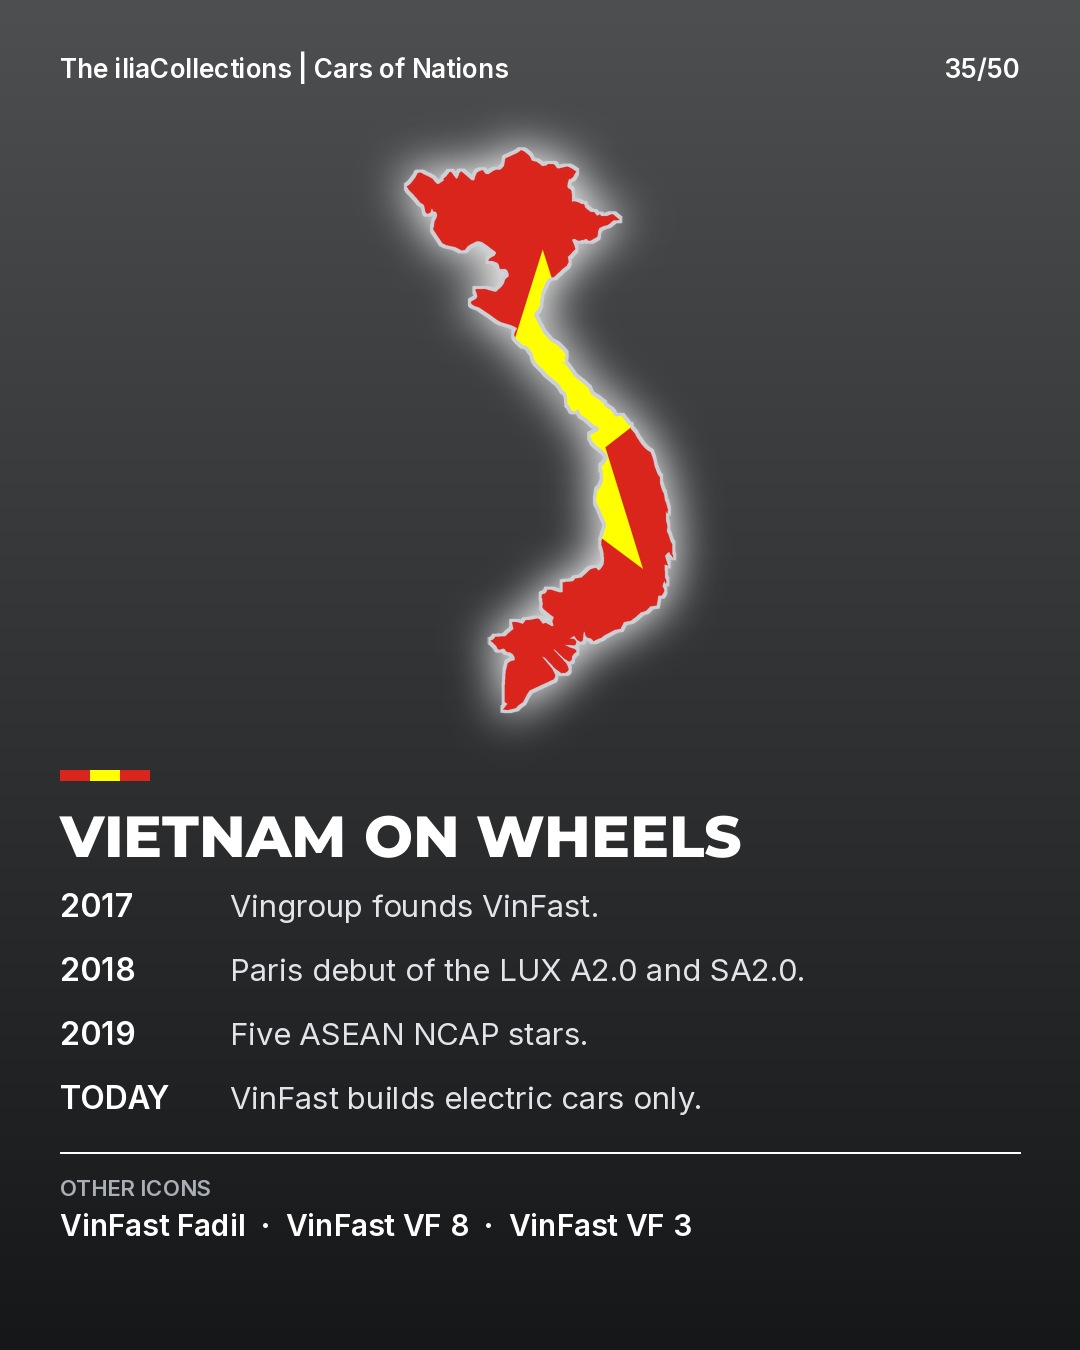 The iliaCollections | Cars of Nations
35/50
VIETNAM ON WHEELS
2017 Vingroup founds VinFast.
2018 Paris debut of the LUX A2.0 and SA2.0.
2019 Five ASEAN NCAP stars.
TODAY VinFast builds electric cars only.
OTHER ICONS
VinFast Fadil · VinFast VF 8 · VinFast VF 3